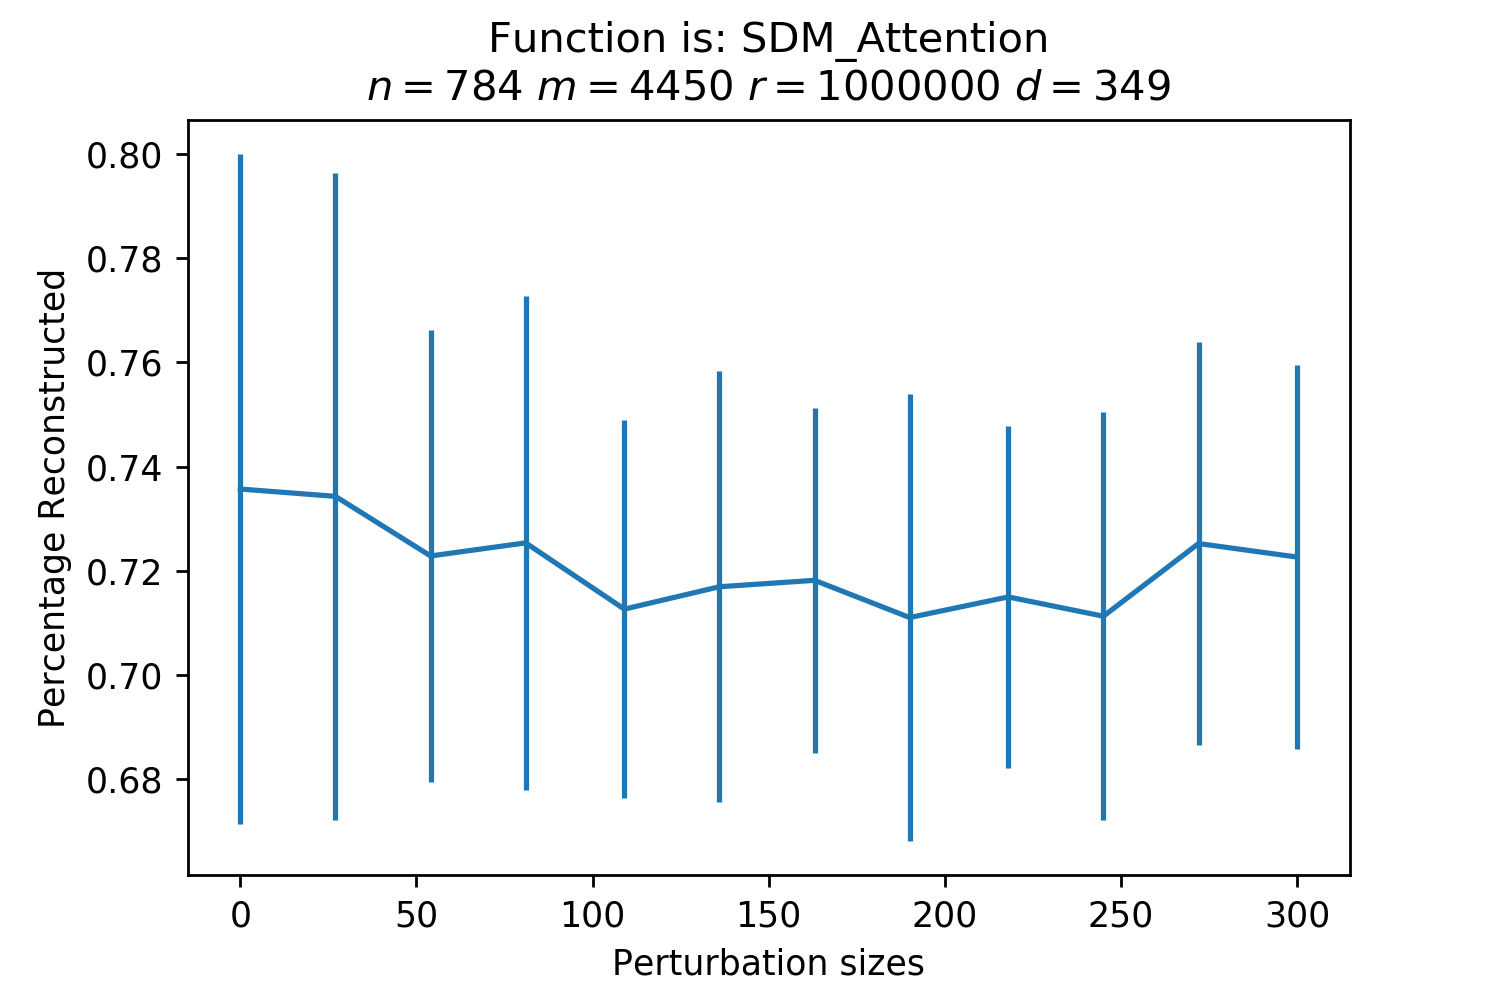 Function is: SDM_Attention
n = 784 m = 4450 r = 1000000 d = 349
Percentage Reconstructed
0.80
0.78
0.76
0.74
0.72
0.70
0.68
0 50 100 150 200 250 300
Perturbation sizes